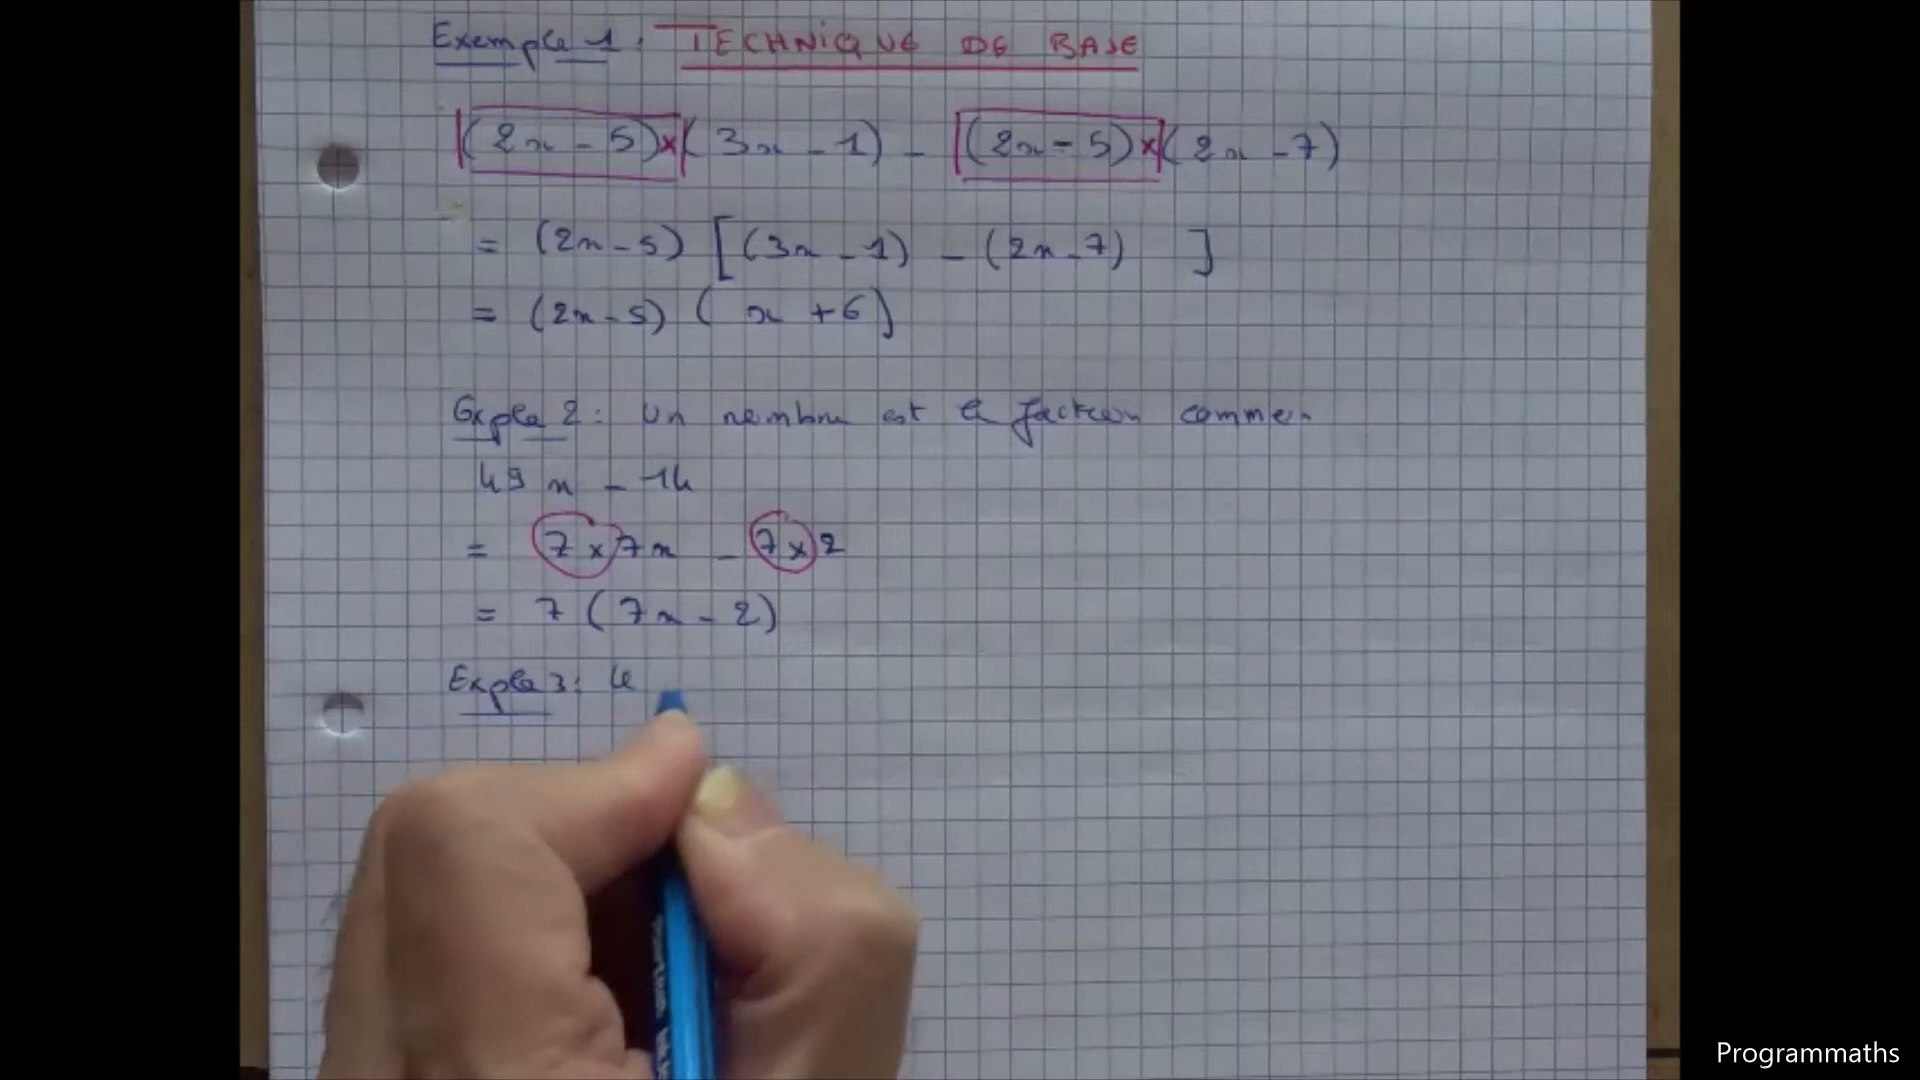 Exemple 1 : TECHNIQUE DE BASE
(2x - 5)×(3x - 1) - (2x - 5)×(2x - 7)
= (2x - 5) [(3x - 1) - (2x - 7) ]
= (2x - 5) ( x + 6)
Exple 2 : Un nombre est le facteur commun
49 x - 14
= 7×7x - 7×2
= 7 (7x - 2)
Exple 3 : le
Programmaths